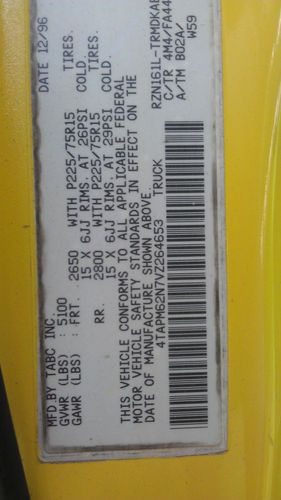 MFD.BY TABC INC. DATE 12/96
GVWR (LBS) : 5100
GAWR (LBS) : FRT. 2650 WITH P225/75R15 TIRES.
15 X 6JJ RIMS. AT 26PSI COLD.
RR. 2800 WITH P225/75R15 TIRES.
15 X 6JJ RIMS. AT 29PSI COLD.
THIS VEHICLE CONFORMS TO ALL APPLICABLE FEDERAL
MOTOR VEHICLE SAFETY STANDARDS IN EFFECT ON THE
DATE OF MANUFACTURE SHOWN ABOVE.
4TAPM62N7VZ264653 TRUCK
RZN161L-TRMDKAB
C/TR 4M4/FA44
A/TM B02A/
W59